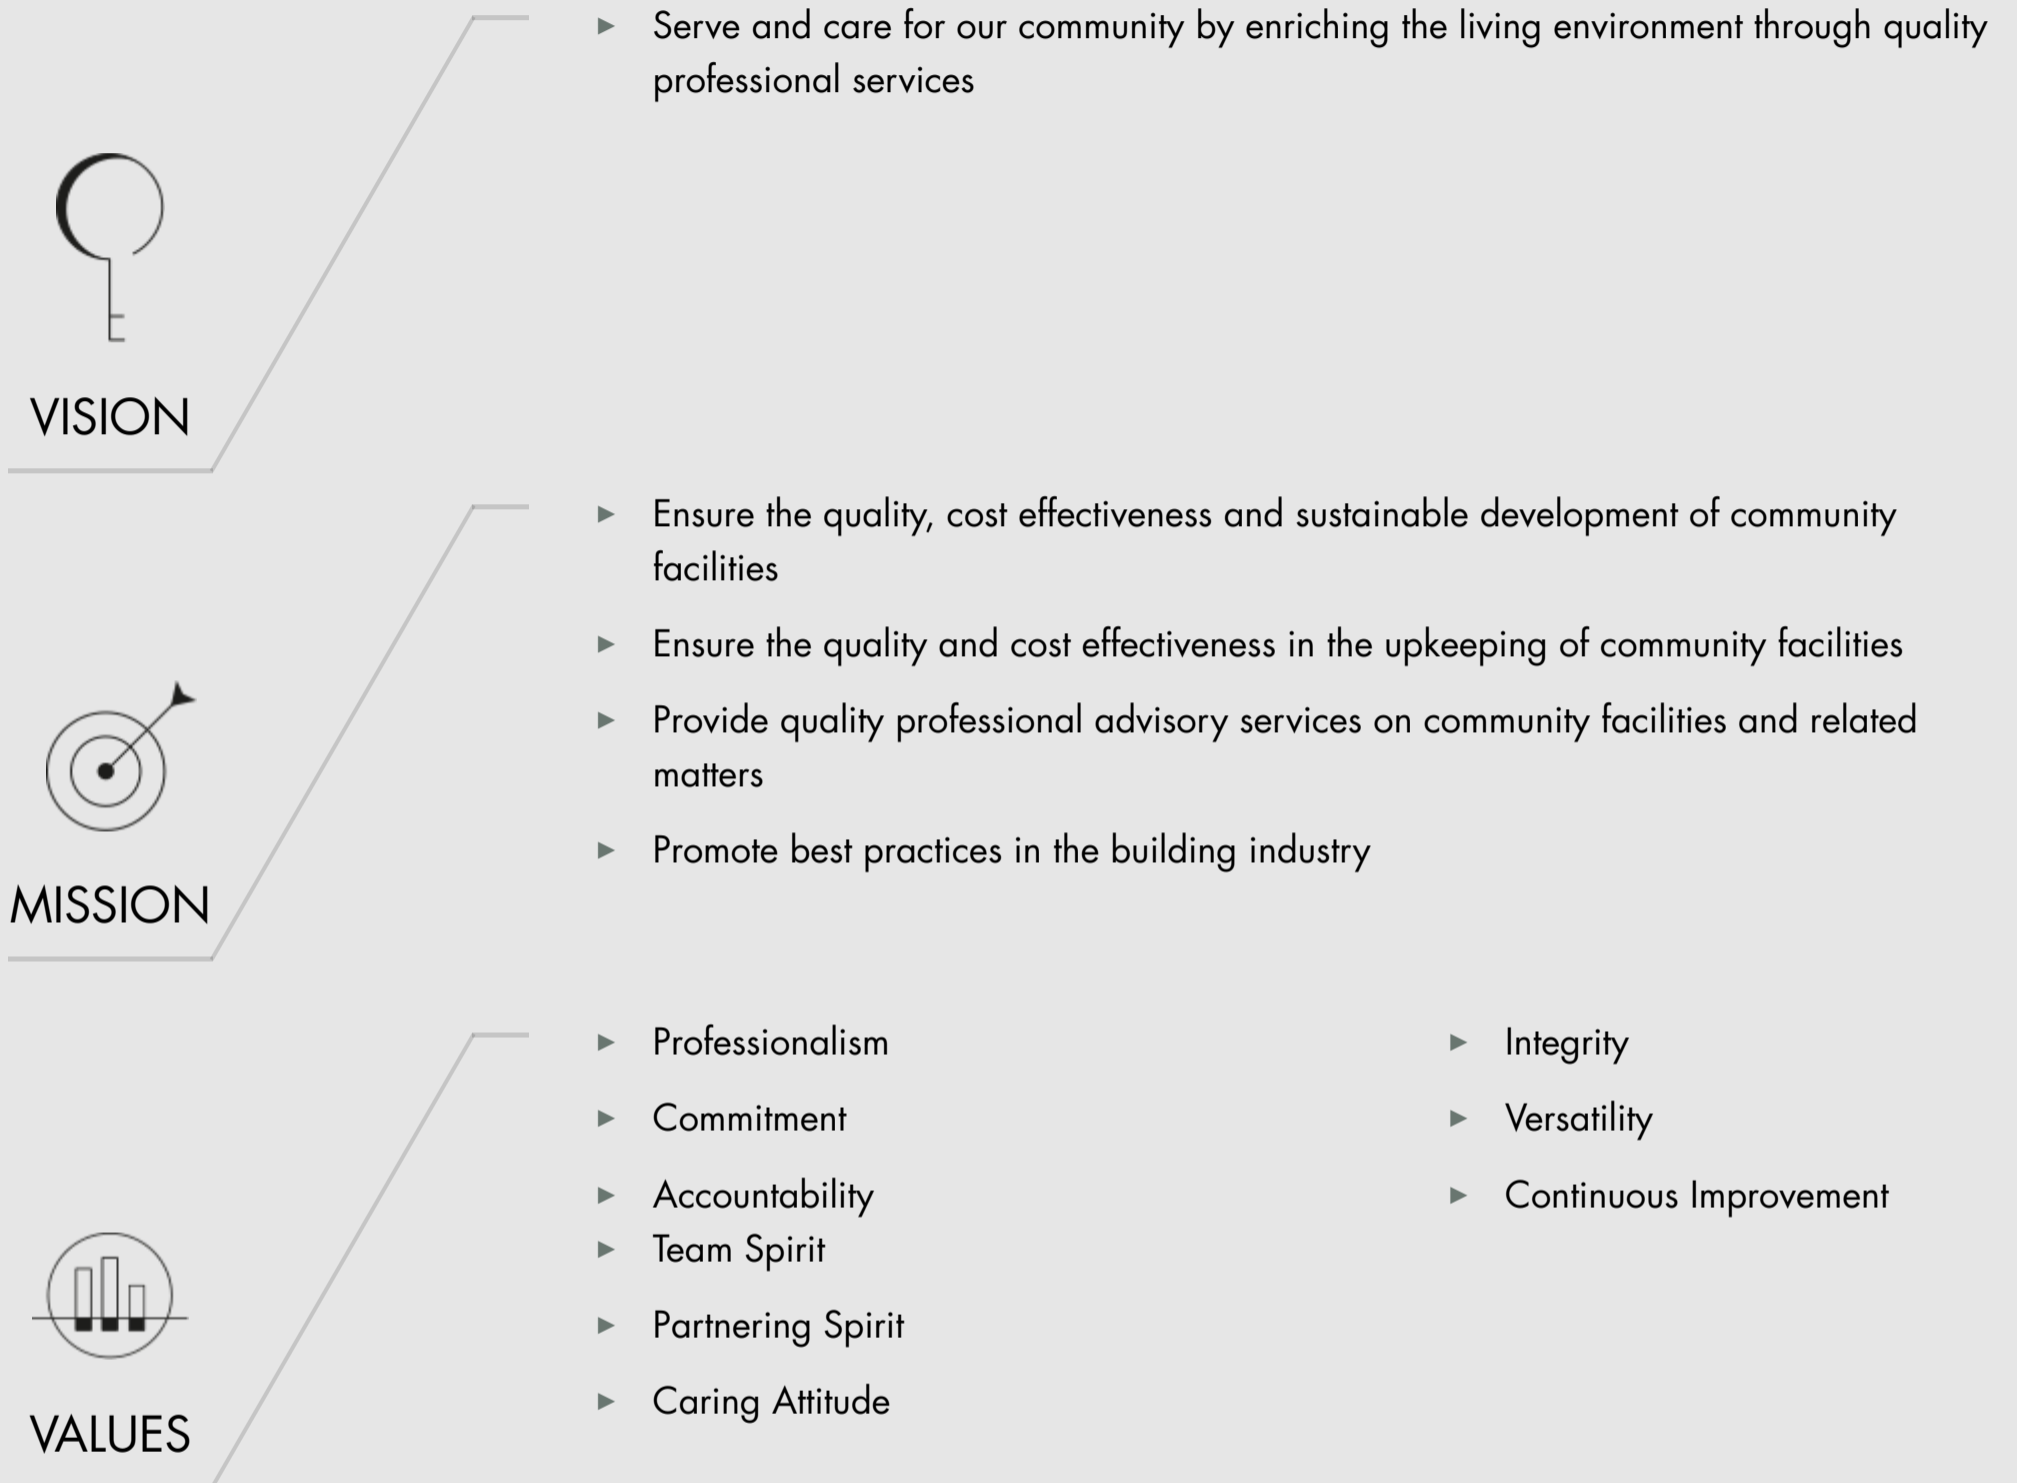 Serve and care for our community by enriching the living environment through quality
professional services
VISION
Ensure the quality, cost effectiveness and sustainable development of community
facilities
Ensure the quality and cost effectiveness in the upkeeping of community facilities
Provide quality professional advisory services on community facilities and related
matters
Promote best practices in the building industry
MISSION
Professionalism
Commitment
Accountability
Team Spirit
Partnering Spirit
Caring Attitude
Integrity
Versatility
Continuous Improvement
VALUES